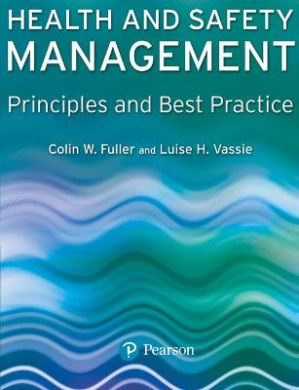 HEALTH AND SAFETY
MANAGEMENT
Principles and Best Practice
Colin W. Fuller and Luise H. Vassie
Pearson